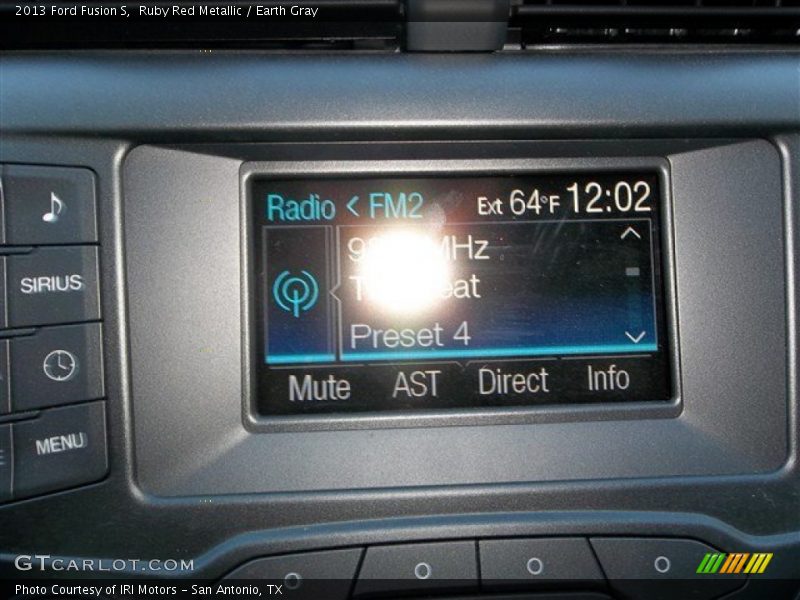 2013 Ford Fusion S, Ruby Red Metallic / Earth Gray
Radio < FM2 Ext 64°F 12:02
MHz
Preset 4
Mute AST Direct Info
SIRIUS
MENU
GTCARLOT.COM
Photo Courtesy of IRI Motors - San Antonio, TX